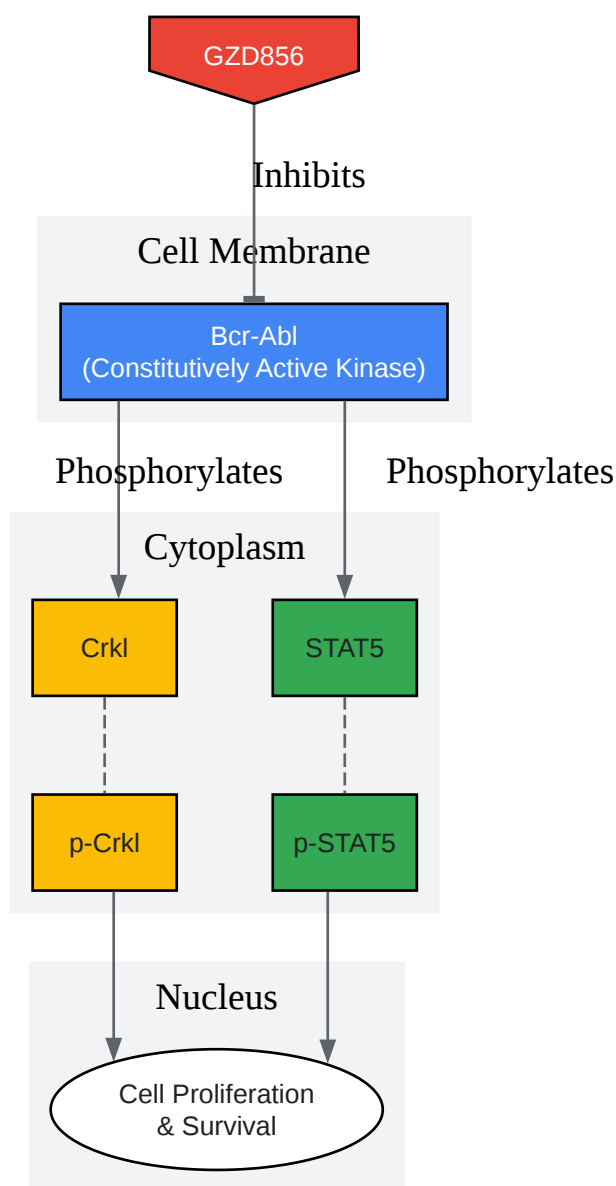 GZD856
Inhibits
Cell Membrane
Bcr-Abl
(Constitutively Active Kinase)
Phosphorylates
Phosphorylates
Cytoplasm
Crkl
STAT5
p-Crkl
p-STAT5
Nucleus
Cell Proliferation
& Survival